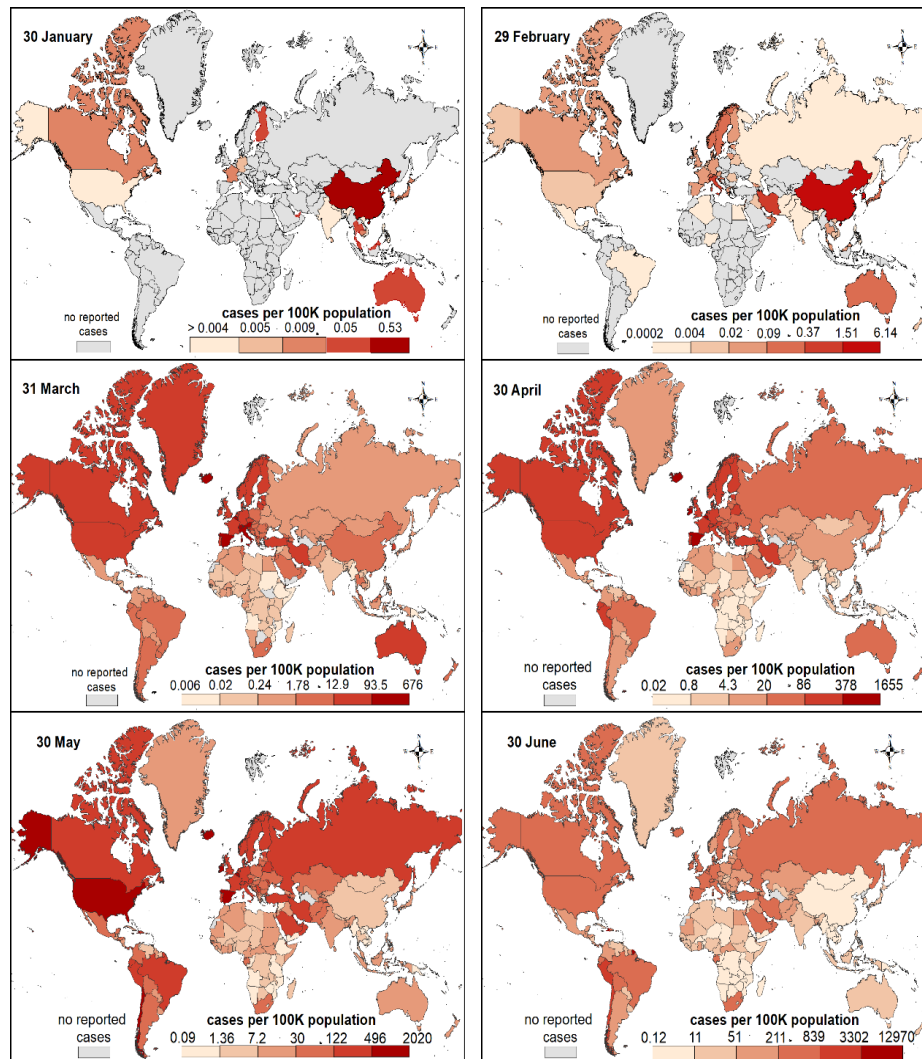 30 January
no reported
cases
cases per 100K population
> 0.004 0.005 0.009 0.05 0.53
29 February
no reported
cases
cases per 100K population
0.0002 0.004 0.02 0.09 0.37 1.51 6.14
31 March
no reported
cases
cases per 100K population
0.006 0.02 0.24 1.78 12.9 93.5 676
30 April
no reported
cases
cases per 100K population
0.02 0.8 4.3 20 86 378 1655
30 May
no reported
cases
cases per 100K population
0.09 1.36 7.2 30 122 496 2020
30 June
no reported
cases
cases per 100K population
0.12 11 51 211 839 3302 12970